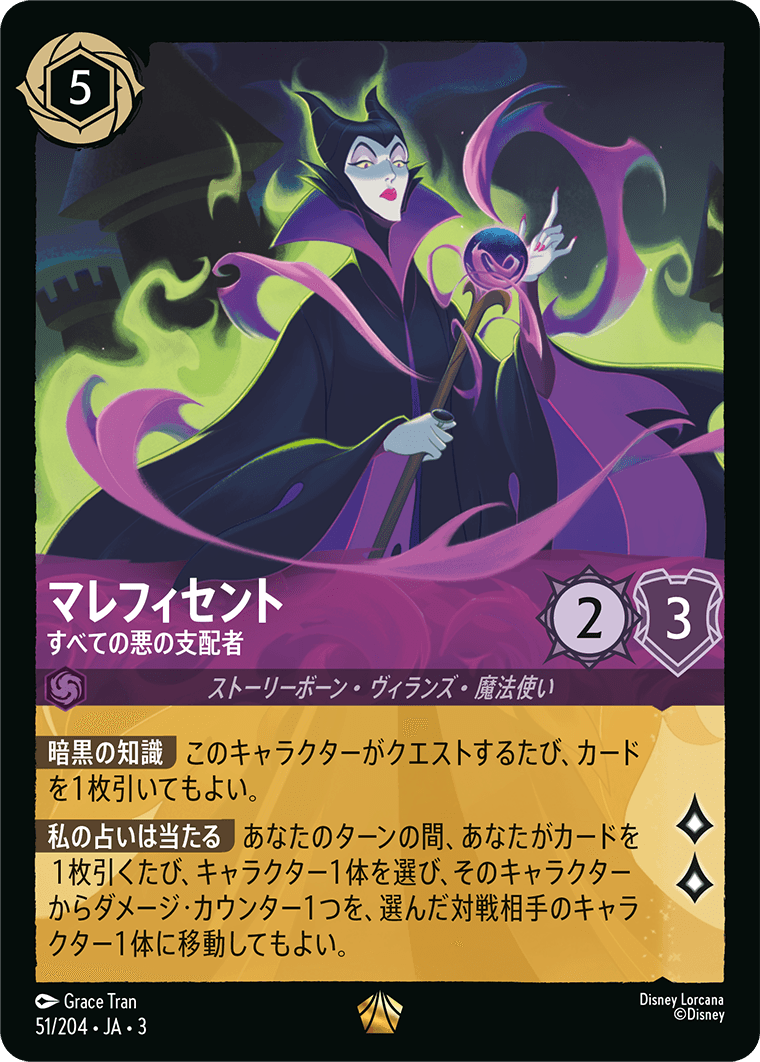 5
マレフィセント
すべての悪の支配者
2
3
ストーリーボーン・ヴィランズ・魔法使い
暗黒の知識 このキャラクターがクエストするたび、カード
を1枚引いてもよい。
私の占いは当たる あなたのターンの間、あなたがカードを
1枚引くたび、キャラクター1体を選び、そのキャラクター
からダメージ・カウンター1つを、選んだ対戦相手のキャラ
クター1体に移動してもよい。
Grace Tran
51/204・JA・3
Disney Lorcana
©Disney